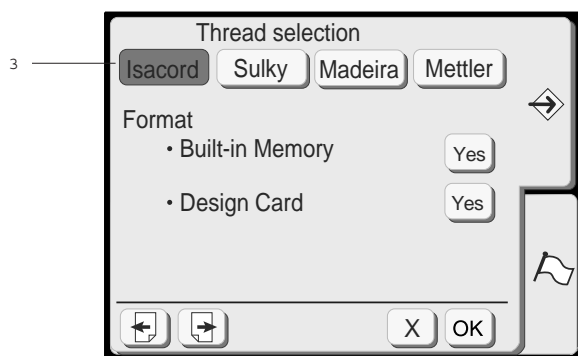 Thread selection
3
Isacord Sulky Madeira Mettler
Format
• Built-in Memory Yes
• Design Card Yes
X OK